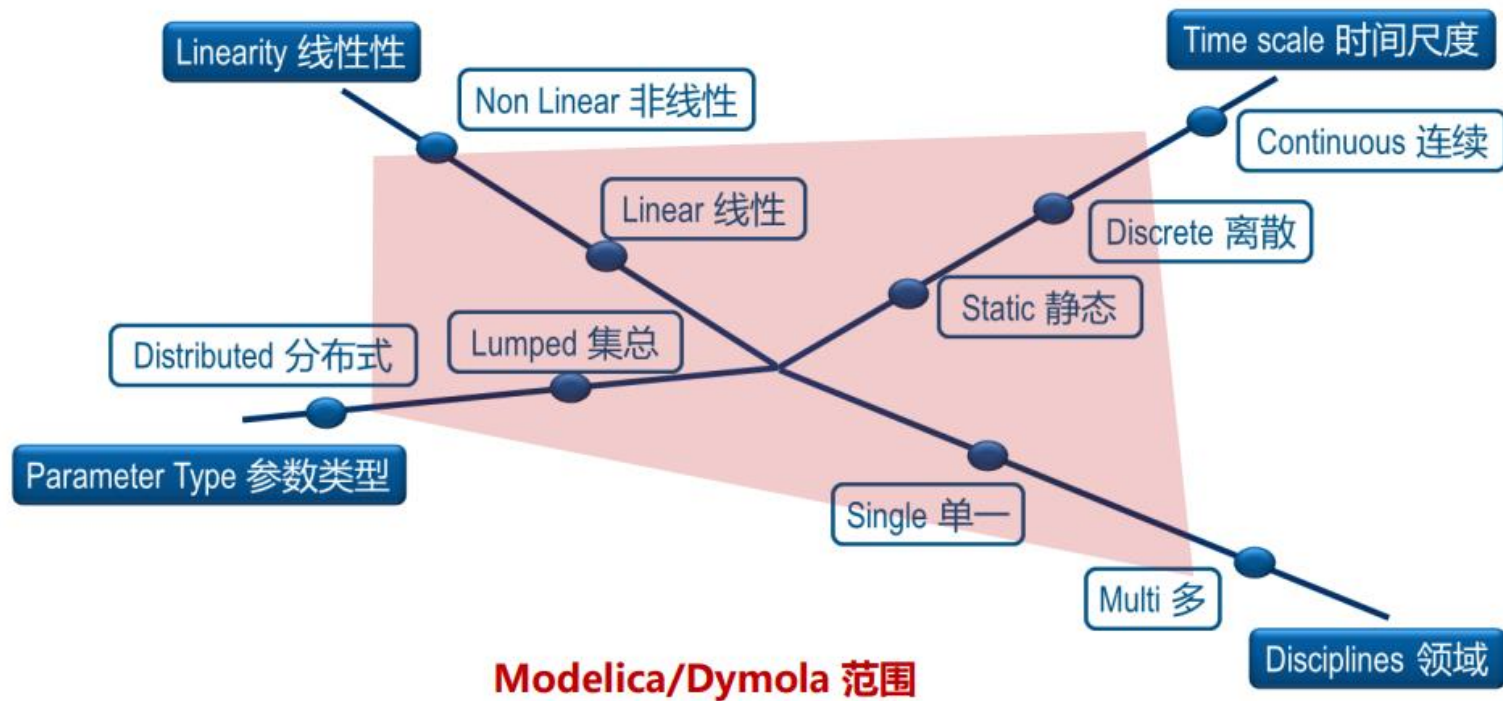 Linearity 线性性
Time scale 时间尺度
Non Linear 非线性
Continuous 连续
Linear 线性
Discrete 离散
Static 静态
Distributed 分布式
Lumped 集总
Parameter Type 参数类型
Single 单一
Multi 多
Disciplines 领域
Modelica/Dymola 范围